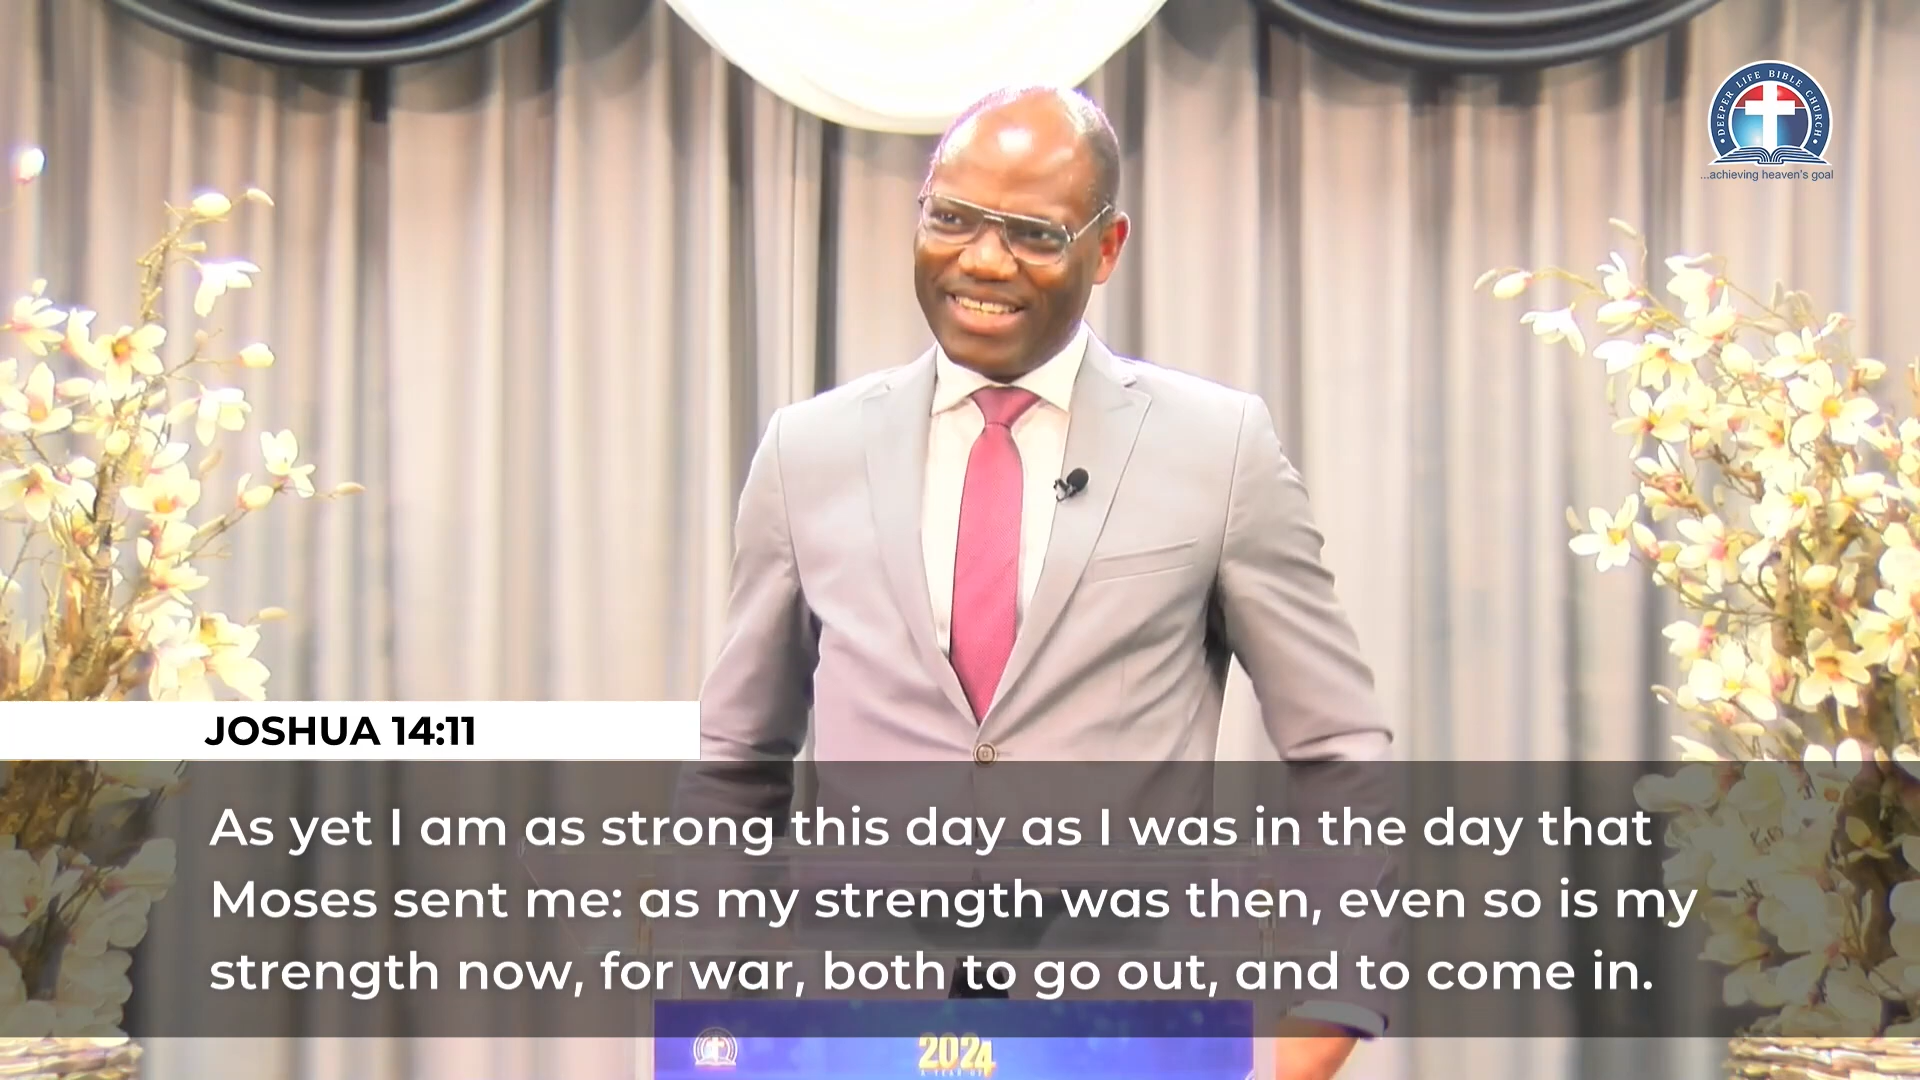 DEEPER LIFE BIBLE CHURCH
...achieving heaven's goal
JOSHUA 14:11
As yet I am as strong this day as I was in the day that
Moses sent me: as my strength was then, even so is my
strength now, for war, both to go out, and to come in.
2024
A YEAR OF